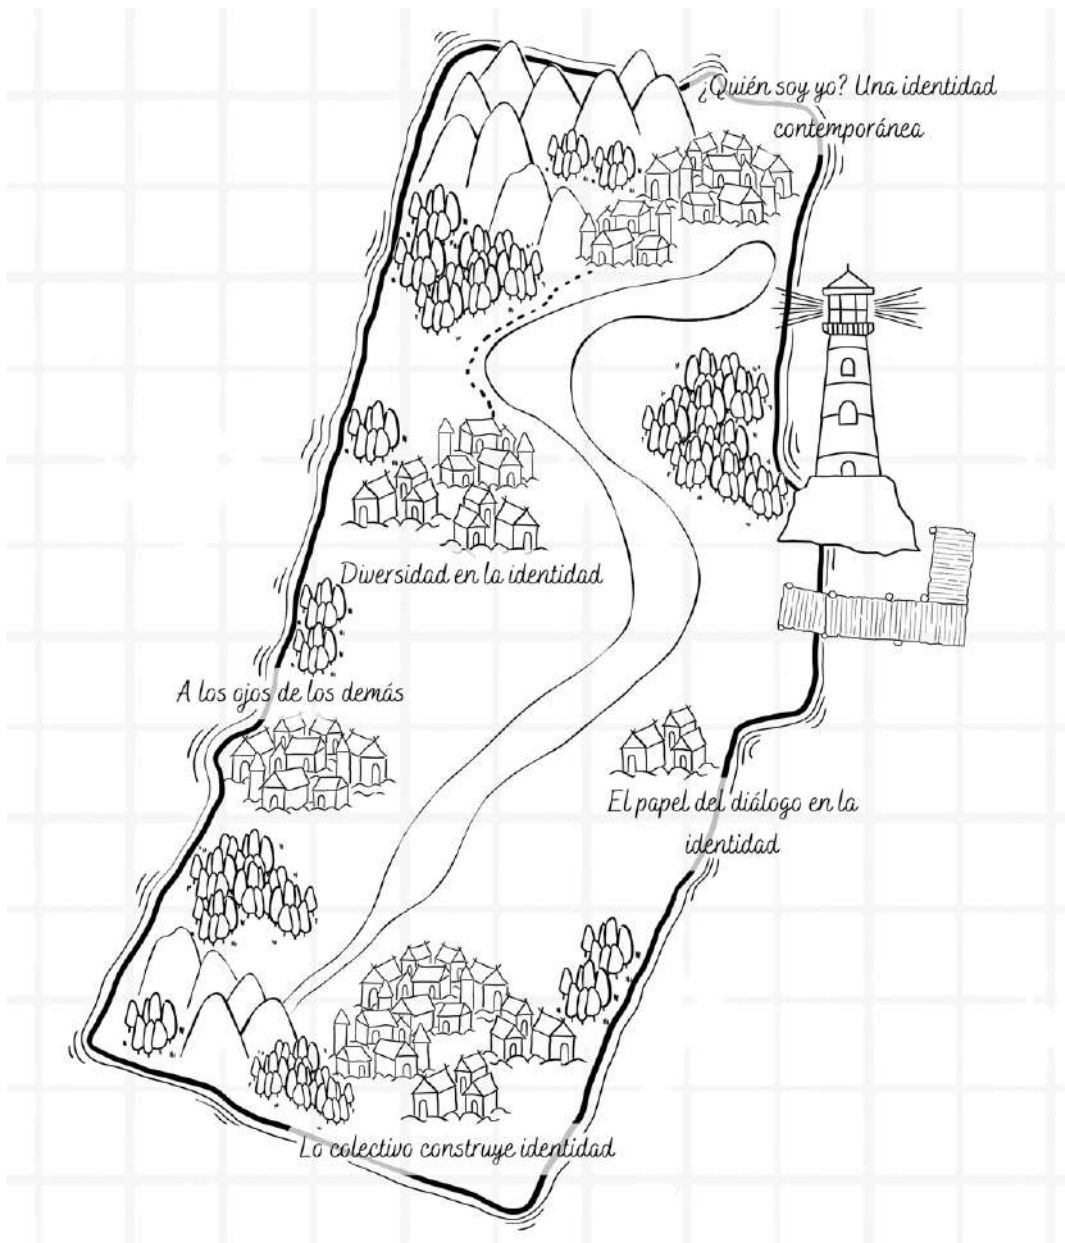 ¿Quién soy yo? Una identidad
contemporánea
Diversidad en la identidad
A los ojos de los demás
El papel del diálogo en la
identidad
Lo colectivo construye identidad